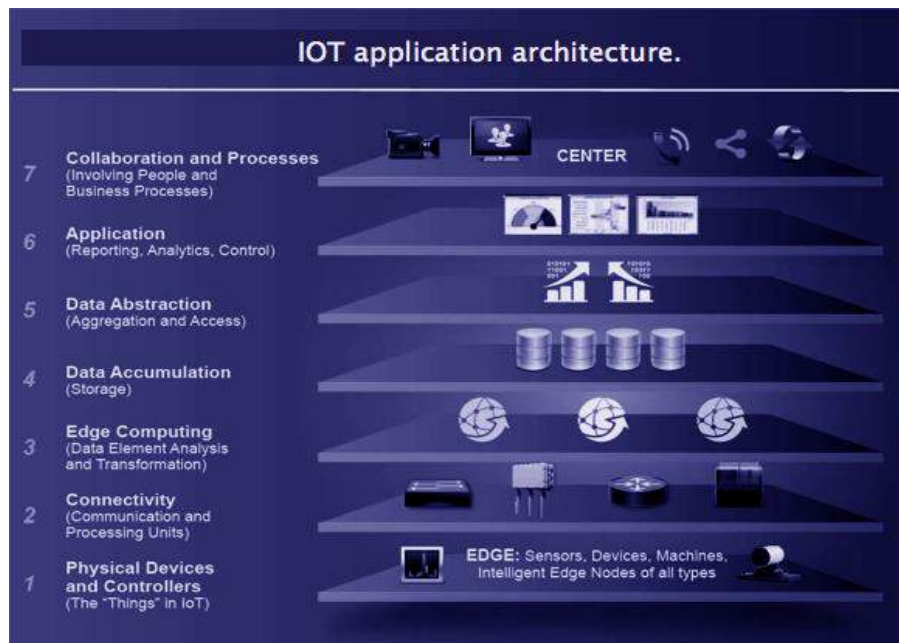 IOT application architecture.
7
Collaboration and Processes
(Involving People and
Business Processes)
CENTER
6
Application
(Reporting, Analytics, Control)
5
Data Abstraction
(Aggregation and Access)
4
Data Accumulation
(Storage)
3
Edge Computing
(Data Element Analysis
and Transformation)
2
Connectivity
(Communication and
Processing Units)
1
Physical Devices
and Controllers
(The "Things" in IoT)
EDGE: Sensors, Devices, Machines,
Intelligent Edge Nodes of all types